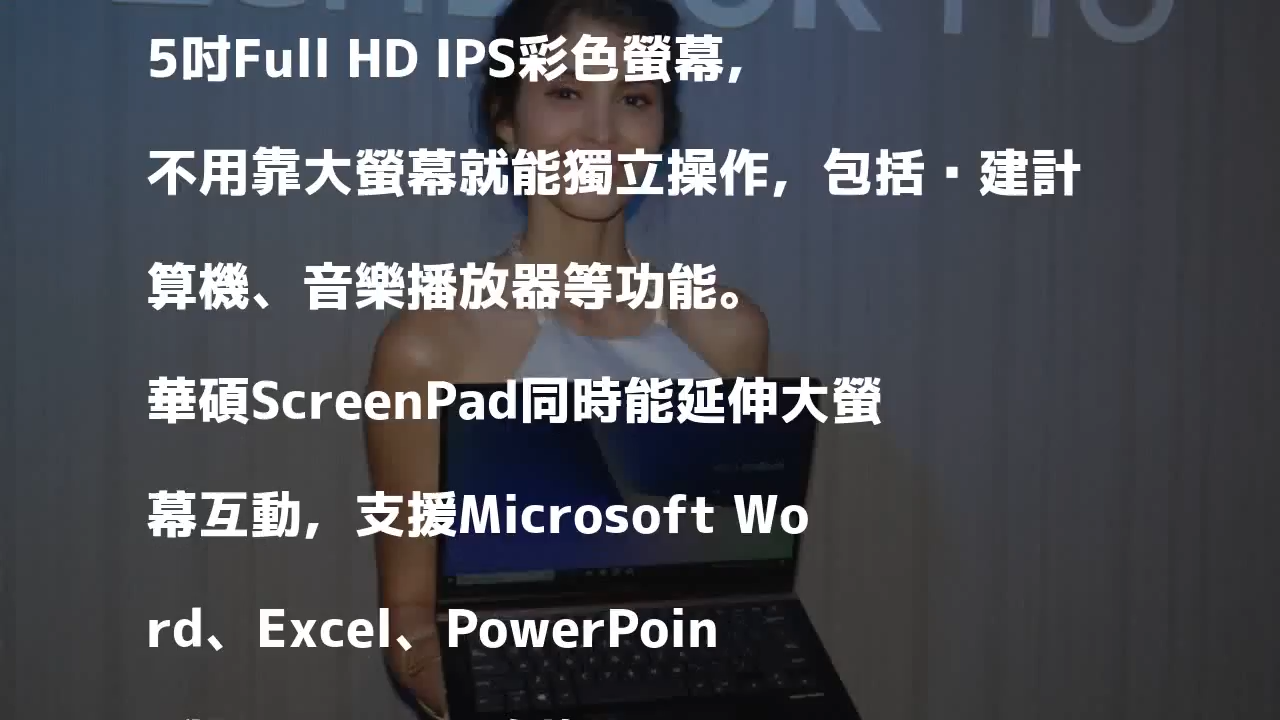 5吋Full HD IPS彩色螢幕，
不用靠大螢幕就能獨立操作，包括·建計
算機、音樂播放器等功能。
華碩ScreenPad同時能延伸大螢
幕互動，支援Microsoft Wo
rd、Excel、PowerPoin